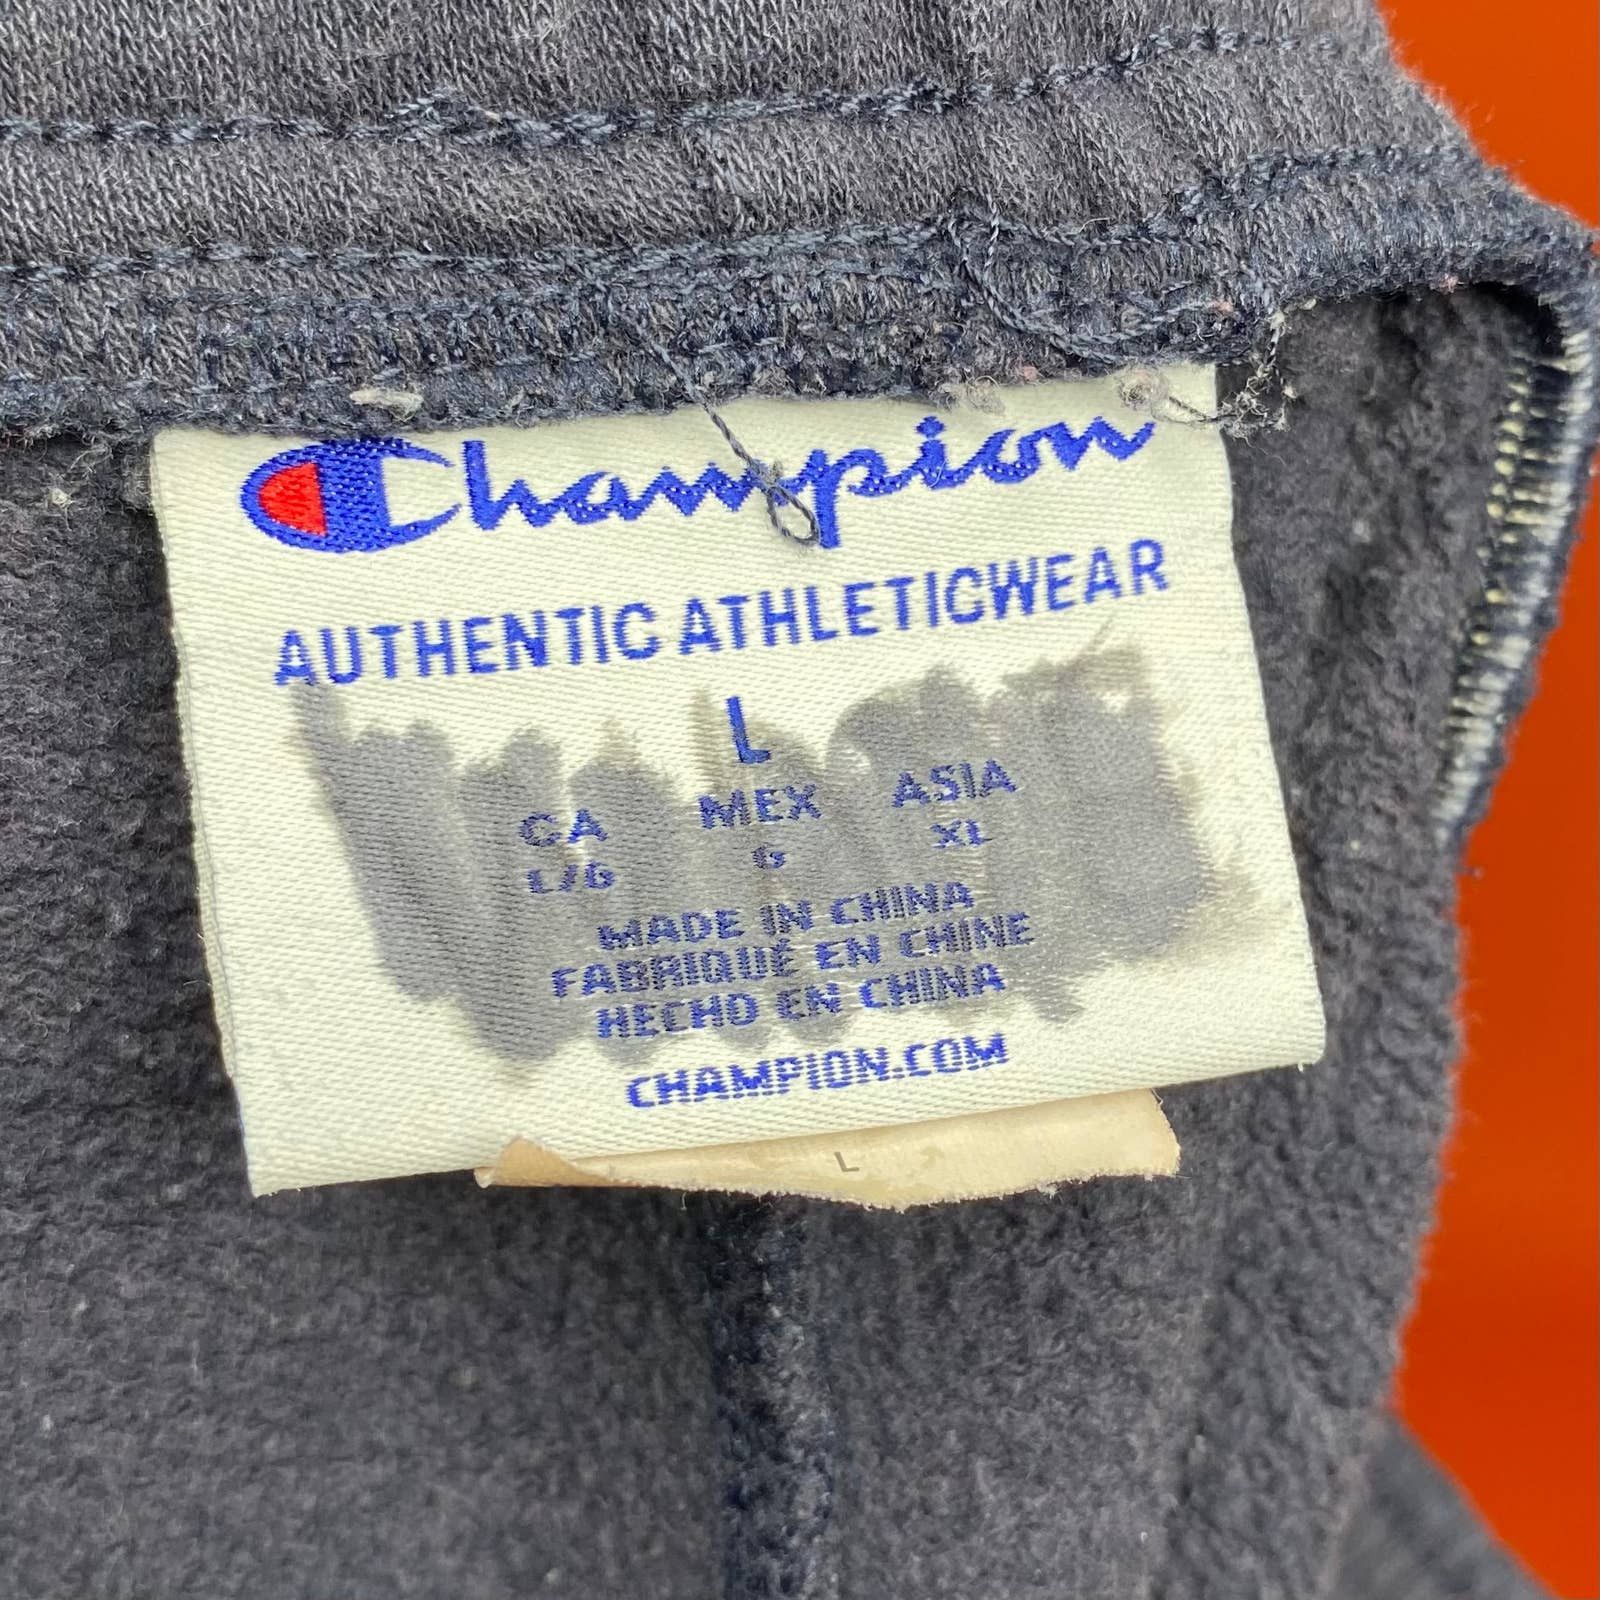 Champion
AUTHENTIC ATHLETICWEAR
L
CA MEX ASIA
L/G G XL
MADE IN CHINA
FABRIQUÉ EN CHINE
HECHO EN CHINA
CHAMPION.COM
L